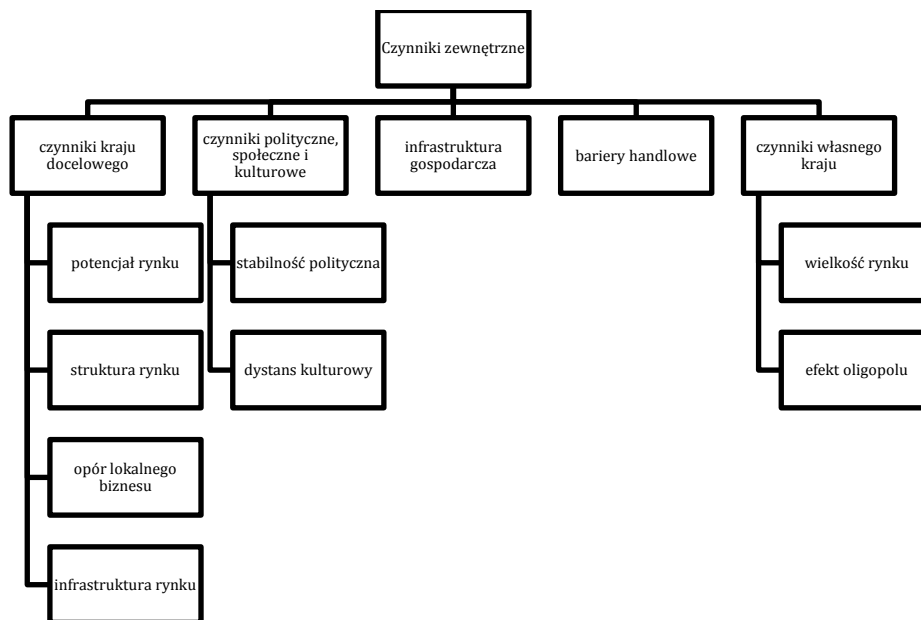 Czynniki zewnętrzne
czynniki kraju
docelowego
czynniki polityczne,
społeczne i
kulturowe
infrastruktura
gospodarcza
bariery handlowe
czynniki własnego
kraju
potencjał rynku
struktura rynku
opór lokalnego
biznesu
infrastruktura rynku
stabilność polityczna
dystans kulturowy
wielkość rynku
efekt oligopolu